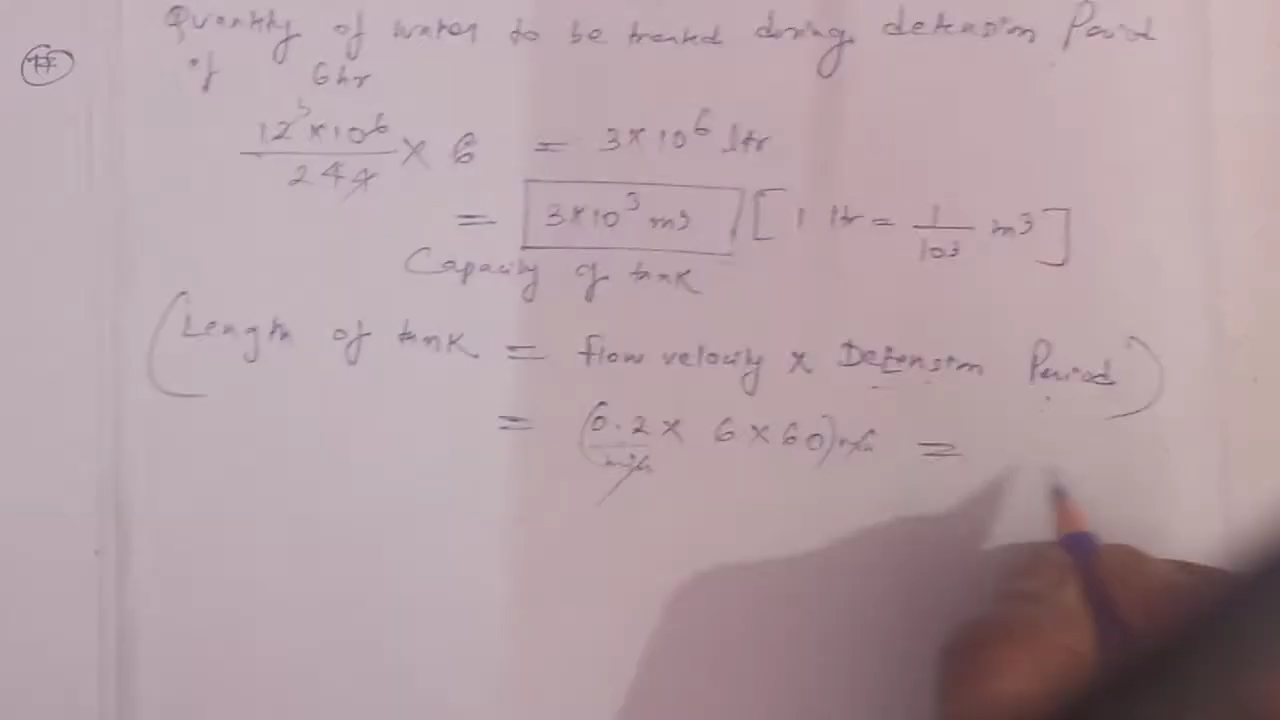 Quantity of water to be treated during detension Period
of 6hr
12 × 10⁶ / 24 × 6 = 3×10⁶ ltr
= 3×10³ m3 [ 1 ltr = 1/103 m3 ]
Capacity of tank
(Length of tank = flow velocity × Detension Period)
= (0.2 × 6 × 60) =